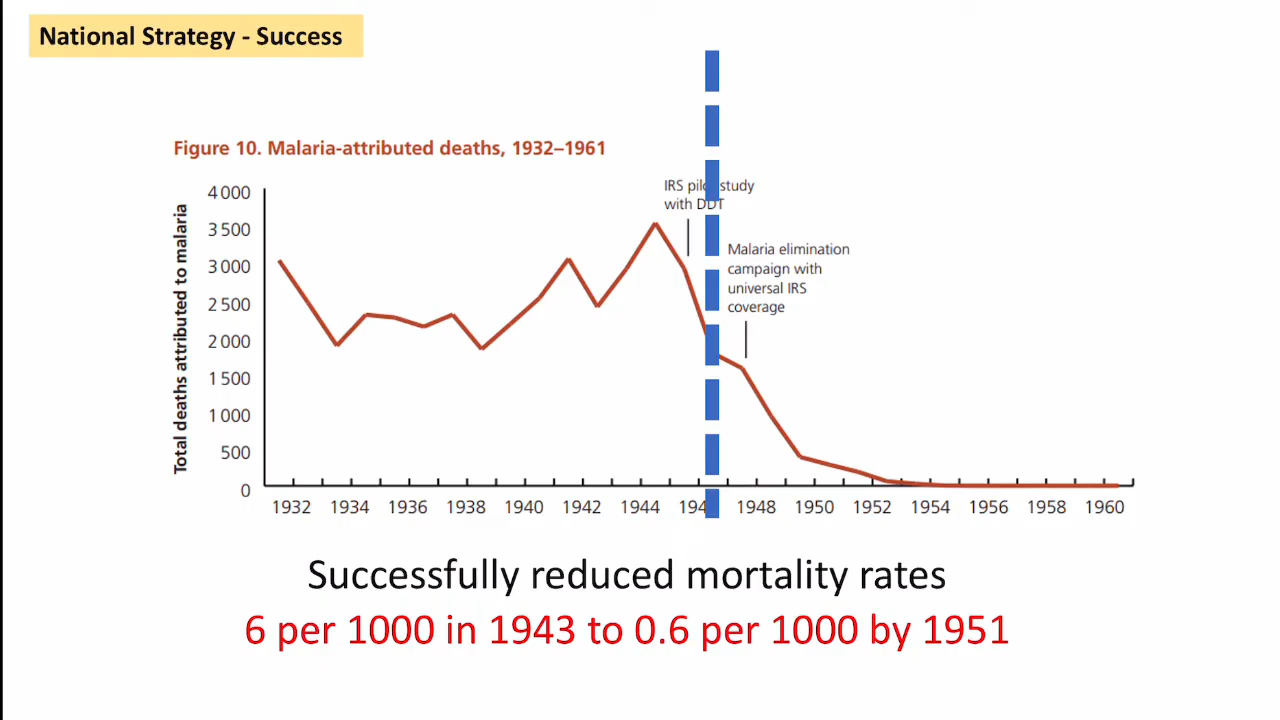 National Strategy - Success
Figure 10. Malaria-attributed deaths, 1932–1961
Total deaths attributed to malaria
4 000
3 500
3 000
2 500
2 000
1 500
1 000
500
0
IRS study
with DDT
Malaria elimination
campaign with
universal IRS
coverage
1932 1934 1936 1938 1940 1942 1944 1948 1950 1952 1954 1956 1958 1960
Successfully reduced mortality rates
6 per 1000 in 1943 to 0.6 per 1000 by 1951